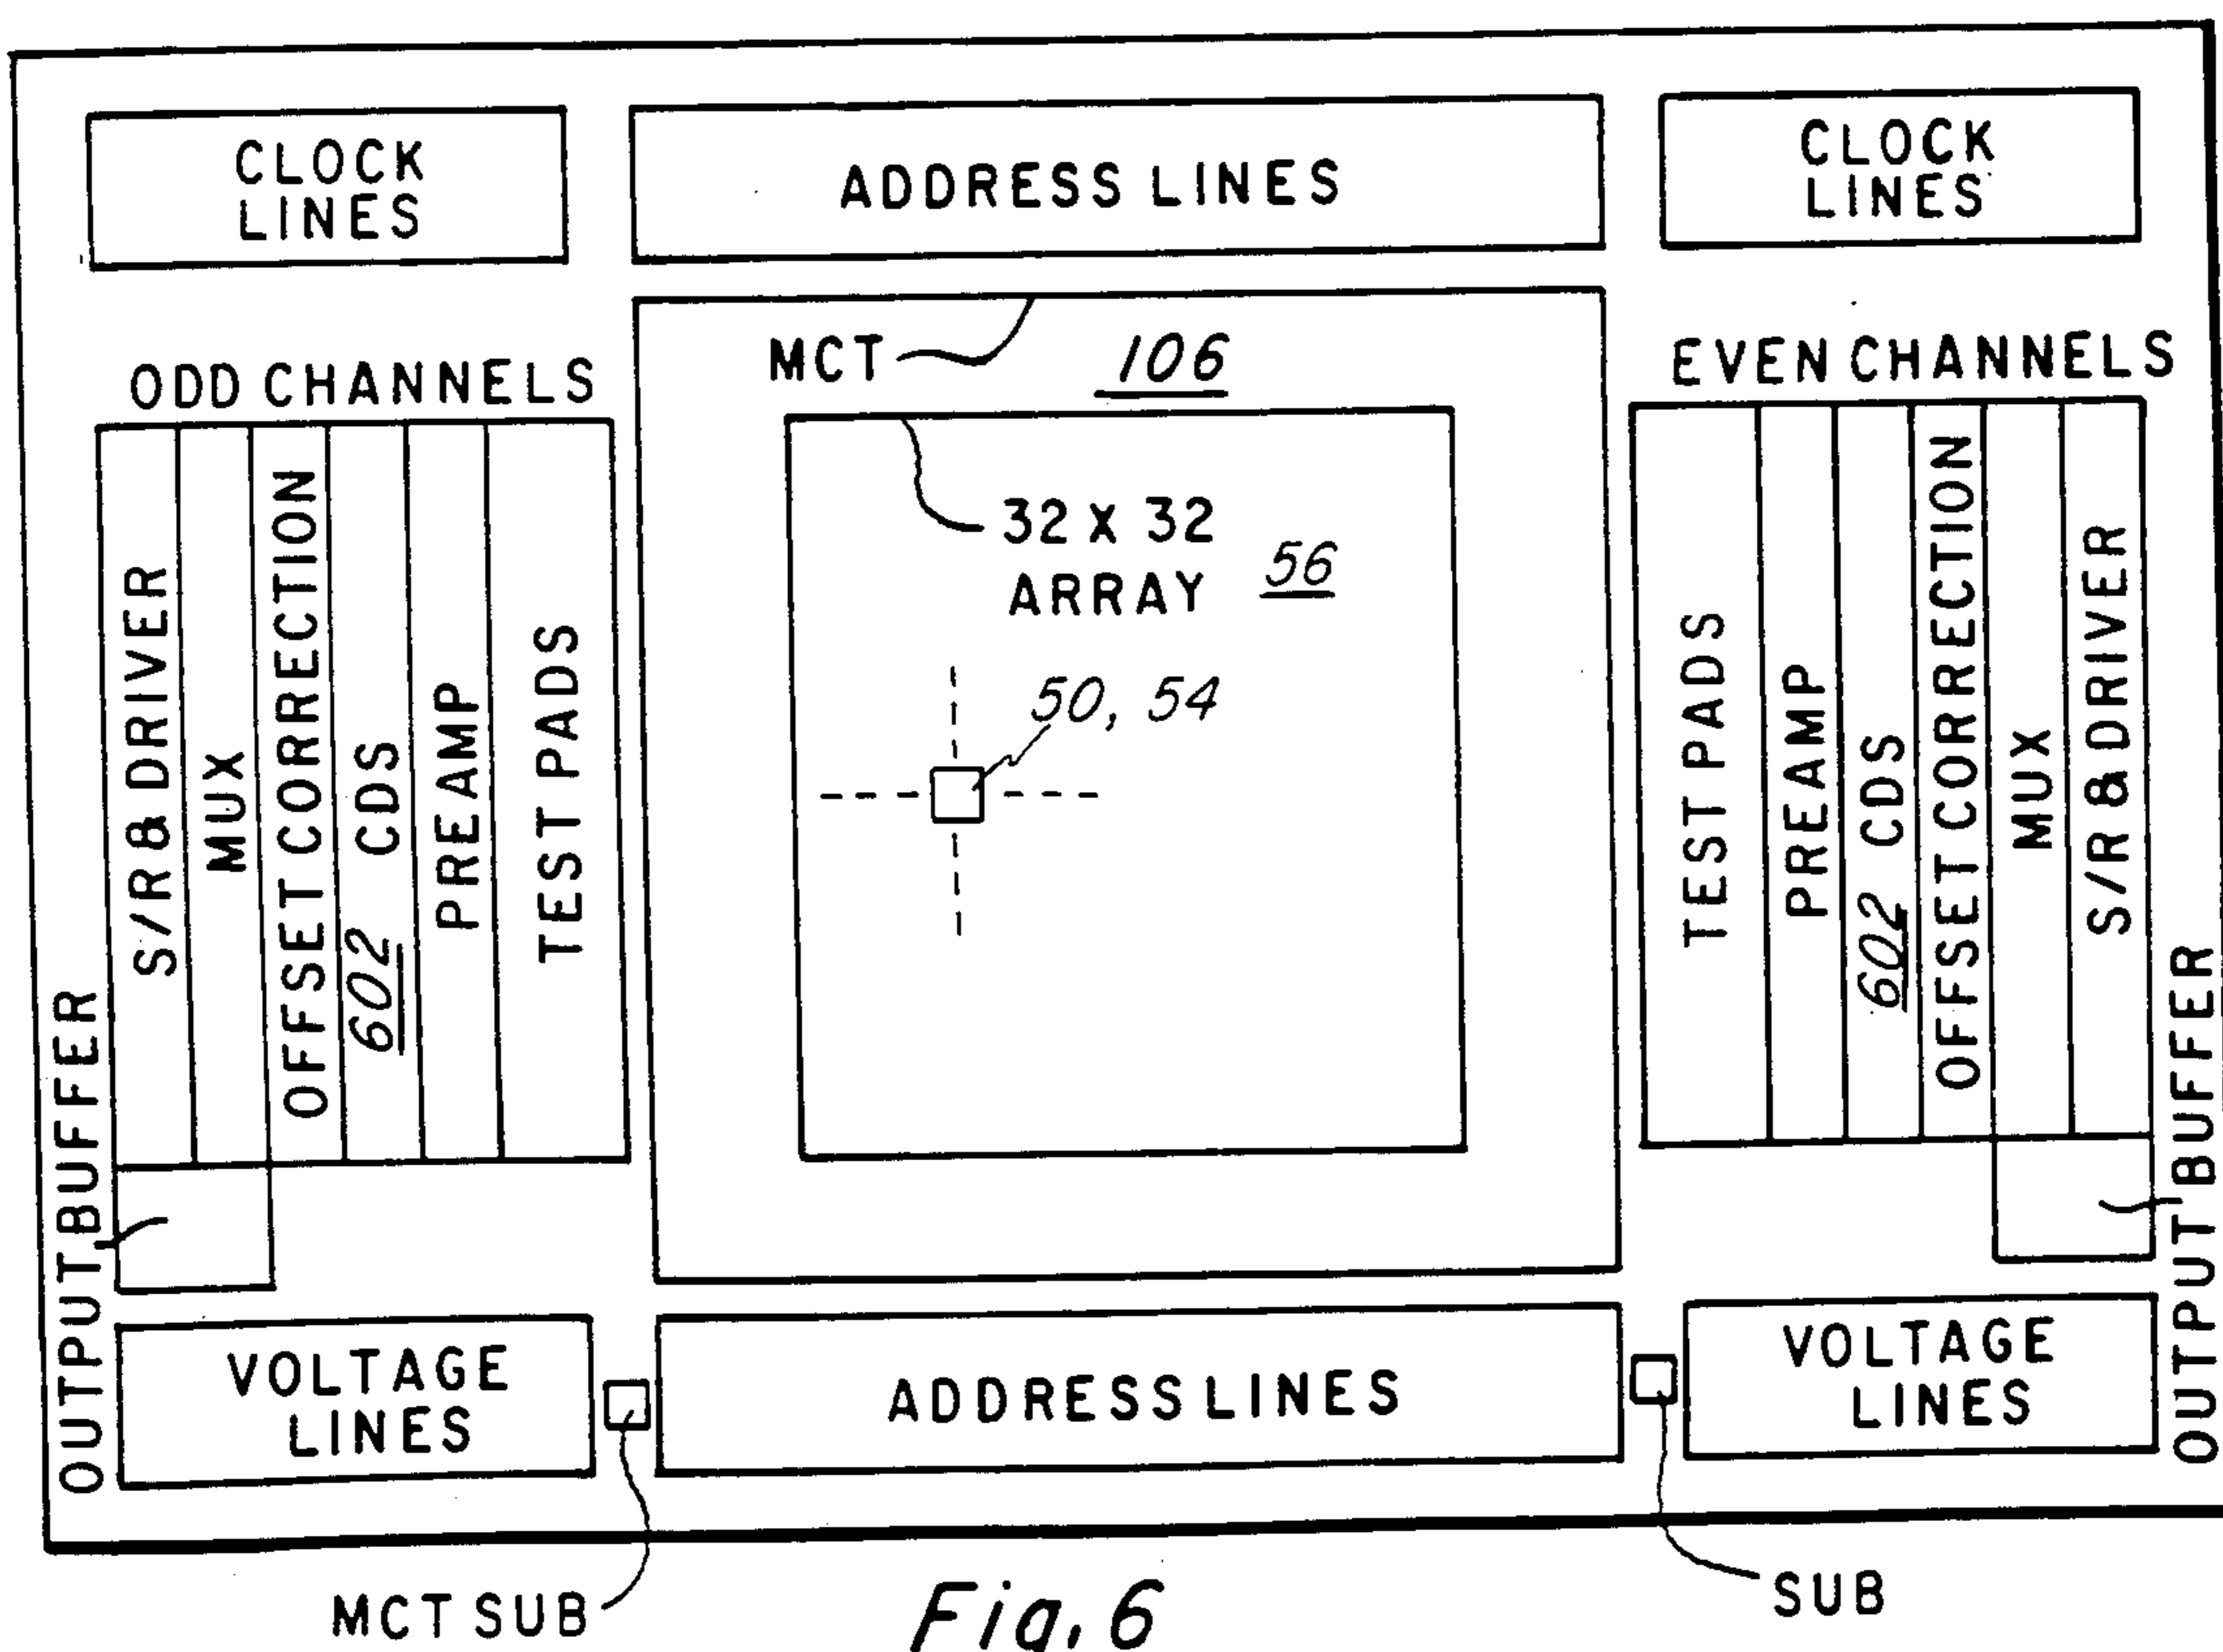 CLOCK
LINES
ADDRESS LINES
CLOCK
LINES
ODD CHANNELS
MCT
106
EVEN CHANNELS
S/R & DRIVER
MUX
OFFSET CORRECTION
602 CDS
PREAMP
TEST PADS
32 X 32
ARRAY
56
50, 54
TEST PADS
PREAMP
602 CDS
OFFSET CORRECTION
MUX
S/R & DRIVER
OUTPUT BUFFER
OUTPUT BUFFER
VOLTAGE
LINES
ADDRESS LINES
VOLTAGE
LINES
MCT SUB
SUB
Fig. 6